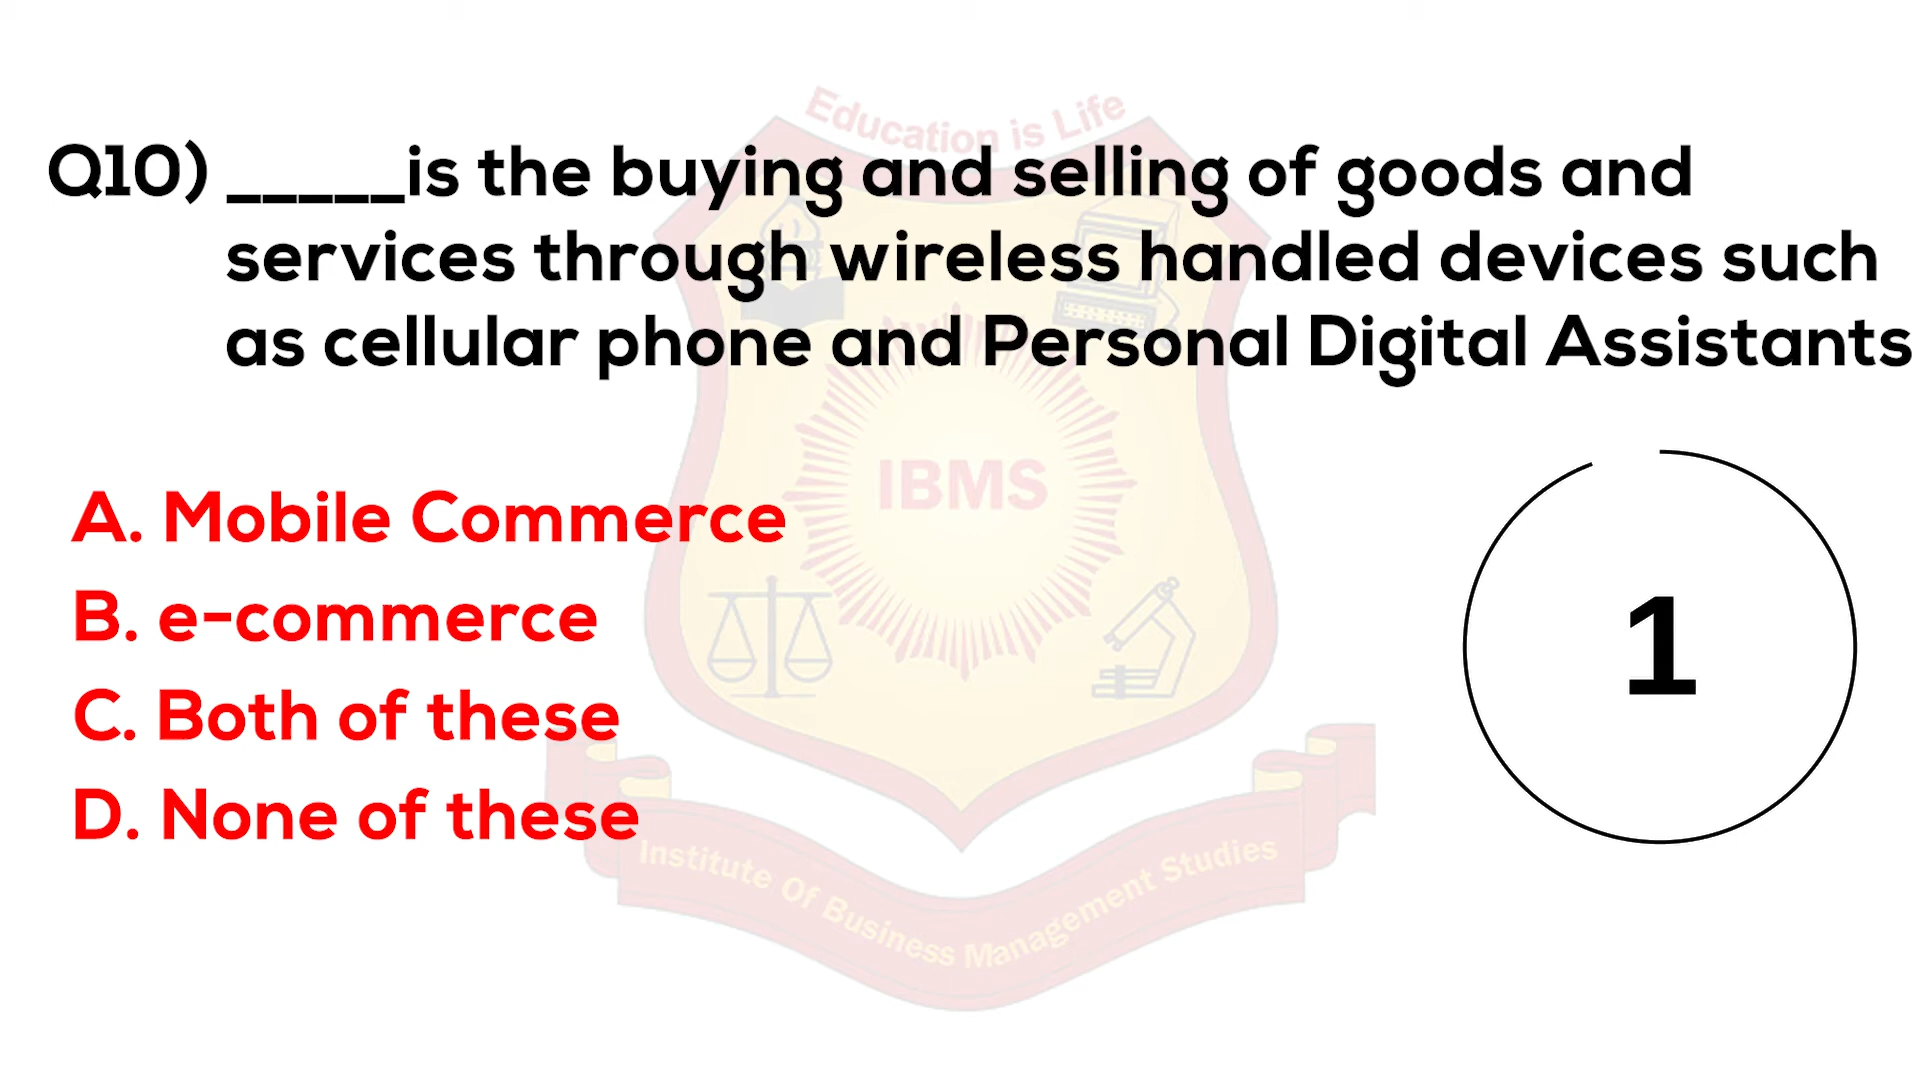 Education is Life
Q10) _____is the buying and selling of goods and
services through wireless handled devices such
as cellular phone and Personal Digital Assistants
IBMS
A. Mobile Commerce
B. e-commerce
C. Both of these
D. None of these
1
Institute Of Business Management Studies